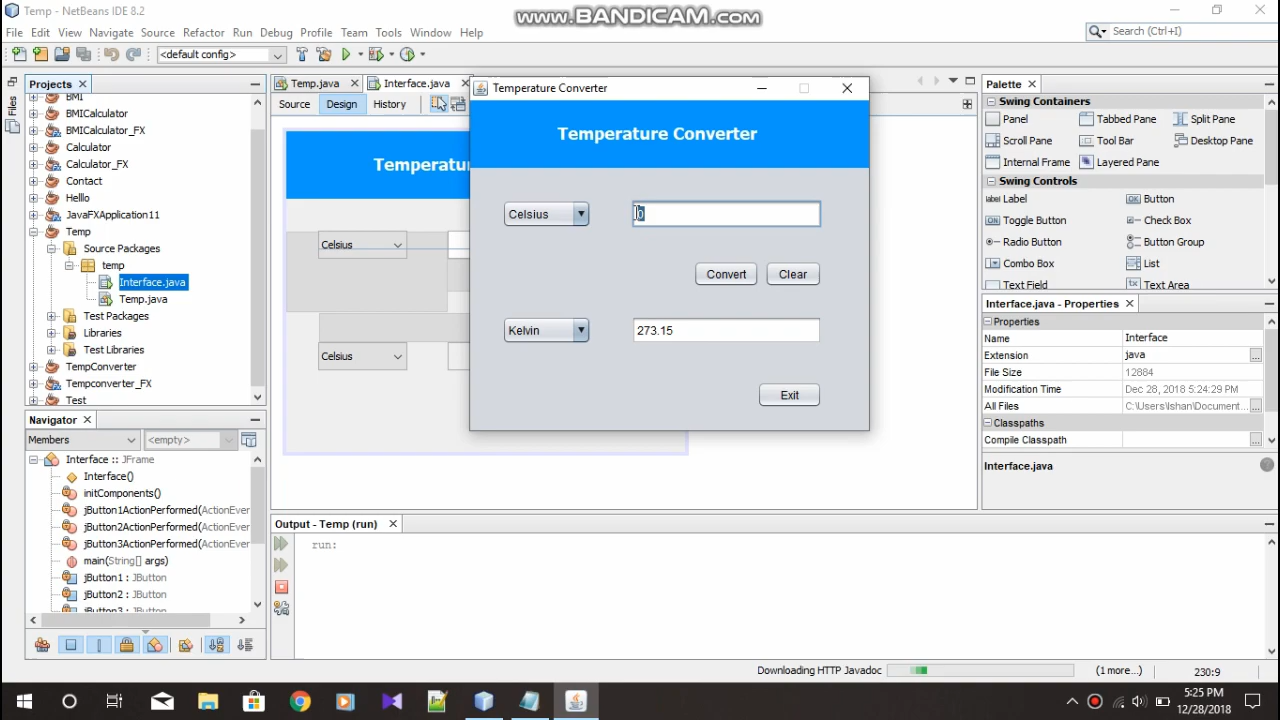 Temp - NetBeans IDE 8.2
www.BANDICAM.com
File Edit View Navigate Source Refactor Run Debug Profile Team Tools Window Help
Search (Ctrl+I)
<default config>
Projects
Files
BMI
BMICalculator
BMICalculator_FX
Calculator
Calculator_FX
Contact
Helllo
JavaFXApplication11
Temp
Source Packages
temp
Interface.java
Temp.java
Test Packages
Libraries
Test Libraries
TempConverter
Tempconverter_FX
Test
Navigator
Members <empty>
Interface :: JFrame
Interface()
initComponents()
jButton1ActionPerformed(ActionEver
jButton2ActionPerformed(ActionEver
jButton3ActionPerformed(ActionEver
main(String[] args)
jButton1 : JButton
jButton2 : JButton
jButton3 : JButton
Temp.java Interface.java
Source Design History
Temperatu
Celsius
Celsius
Temperature Converter
Temperature Converter
Celsius 0
Convert Clear
Kelvin 273.15
Exit
Output - Temp (run)
run:
Palette
Swing Containers
Panel Tabbed Pane Split Pane
Scroll Pane Tool Bar Desktop Pane
Internal Frame Layered Pane
Swing Controls
Label Button
Toggle Button Check Box
Radio Button Button Group
Combo Box List
Text Field Text Area
Interface.java - Properties
Properties
Name Interface
Extension java
File Size 12884
Modification Time Dec 28, 2018 5:24:29 PM
All Files C:\Users\Ishan\Document...
Classpaths
Compile Classpath
Interface.java
Downloading HTTP Javadoc (1 more...) 230:9
5:25 PM
12/28/2018